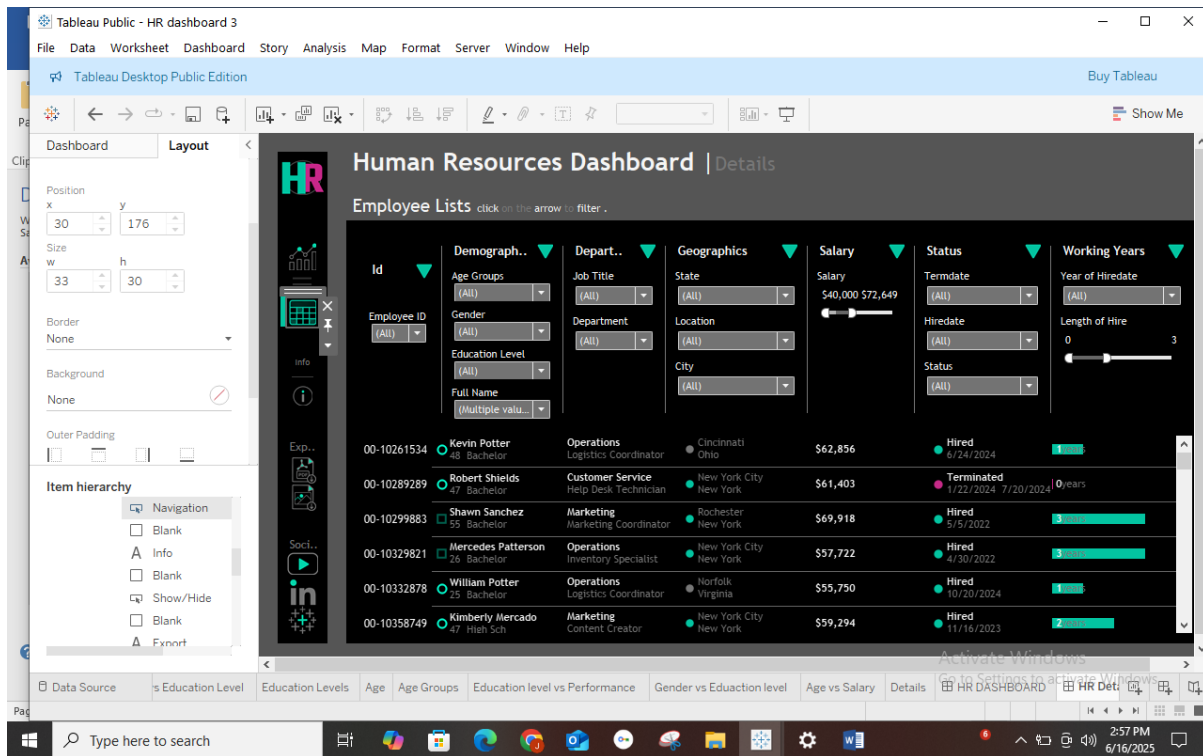 Tableau Public - HR dashboard 3
File Data Worksheet Dashboard Story Analysis Map Format Server Window Help
Tableau Desktop Public Edition
Buy Tableau
Show Me
Dashboard Layout
Position
x y
30 176
Size
w h
33 30
Border
None
Background
None
Outer Padding
Item hierarchy
Navigation
Blank
Info
Blank
Show/Hide
Blank
Export
HR
Info
Exp..
Soci..
in
Human Resources Dashboard | Details
Employee Lists click on the arrow to filter .
Id Demograph.. Depart.. Geographics Salary Status Working Years
Employee ID
(All)
Age Groups
(All)
Gender
(All)
Education Level
(All)
Full Name
(Multiple valu...
Job Title
(All)
Department
(All)
State
(All)
Location
(All)
City
(All)
Salary
$40,000 $72,649
Termdate
(All)
Hiredate
(All)
Status
(All)
Year of Hiredate
(All)
Length of Hire
0 3
00-10261534 Kevin Potter Operations Cincinnati $62,856 Hired 1years
48 Bachelor Logistics Coordinator Ohio 6/24/2024
00-10289289 Robert Shields Customer Service New York City $61,403 Terminated 0years
47 Bachelor Help Desk Technician New York 1/22/2024 7/20/2024
00-10299883 Shawn Sanchez Marketing Rochester $69,918 Hired 3years
55 Bachelor Marketing Coordinator New York 5/5/2022
00-10329821 Mercedes Patterson Operations New York City $57,722 Hired 3years
26 Bachelor Inventory Specialist New York 4/30/2022
00-10332878 William Potter Operations Norfolk $55,750 Hired 1years
25 Bachelor Logistics Coordinator Virginia 10/20/2024
00-10358749 Kimberly Mercado Marketing New York City $59,294 Hired 2years
47 High Sch Content Creator New York 11/16/2023
Activate Windows
Go to Settings to activate Windows.
Data Source s Education Level Education Levels Age Age Groups Education level vs Performance Gender vs Eduaction level Age vs Salary Details HR DASHBOARD HR Det
Type here to search
2:57 PM
6/16/2025